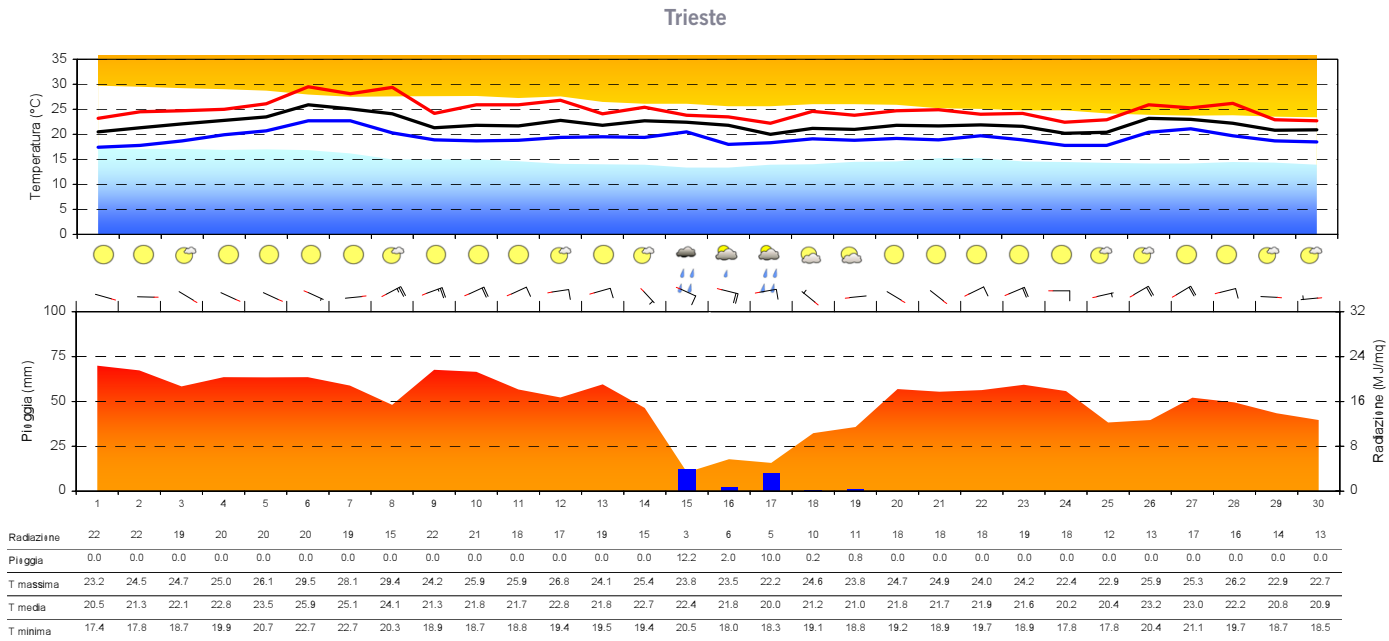 Trieste
Temperatura (°C)
35
30
25
20
15
10
5
0
Pioggia (mm)
100
75
50
25
0
Radiazione (MJ/mq)
32
24
16
8
0
1 2 3 4 5 6 7 8 9 10 11 12 13 14 15 16 17 18 19 20 21 22 23 24 25 26 27 28 29 30
Radiazione 22 22 19 20 20 20 19 15 22 21 18 17 19 15 3 6 5 10 11 18 18 18 19 18 12 13 17 16 14 13
Pioggia 0.0 0.0 0.0 0.0 0.0 0.0 0.0 0.0 0.0 0.0 0.0 0.0 0.0 0.0 12.2 2.0 10.0 0.2 0.8 0.0 0.0 0.0 0.0 0.0 0.0 0.0 0.0 0.0 0.0 0.0
T massima 23.2 24.5 24.7 25.0 26.1 29.5 28.1 29.4 24.2 25.9 25.9 26.8 24.1 25.4 23.8 23.5 22.2 24.6 23.8 24.7 24.9 24.0 24.2 22.4 22.9 25.9 25.3 26.2 22.9 22.7
T media 20.5 21.3 22.1 22.8 23.5 25.9 25.1 24.1 21.3 21.8 21.7 22.8 21.8 22.7 22.4 21.8 20.0 21.2 21.0 21.8 21.7 21.9 21.6 20.2 20.4 23.2 23.0 22.2 20.8 20.9
T minima 17.4 17.8 18.7 19.9 20.7 22.7 22.7 20.3 18.9 18.7 18.8 19.4 19.5 19.4 20.5 18.0 18.3 19.1 18.8 19.2 18.9 19.7 18.9 17.8 17.8 20.4 21.1 19.7 18.7 18.5